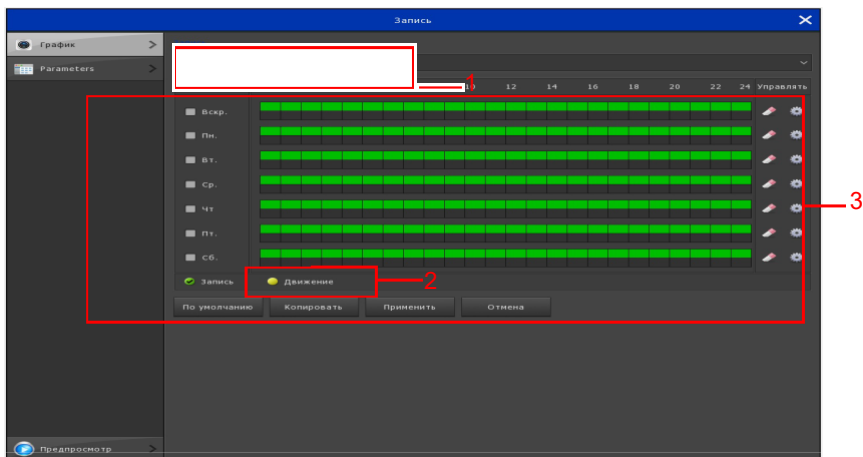 Запись
График >
Parameters >
1
10 12 14 16 18 20 22 24 Управлять
Вскр.
Пн.
Вт.
Ср.
Чт
3
Пт.
Сб.
Запись Движение 2
По умолчанию Копировать Применить Отмена
Предпросмотр >